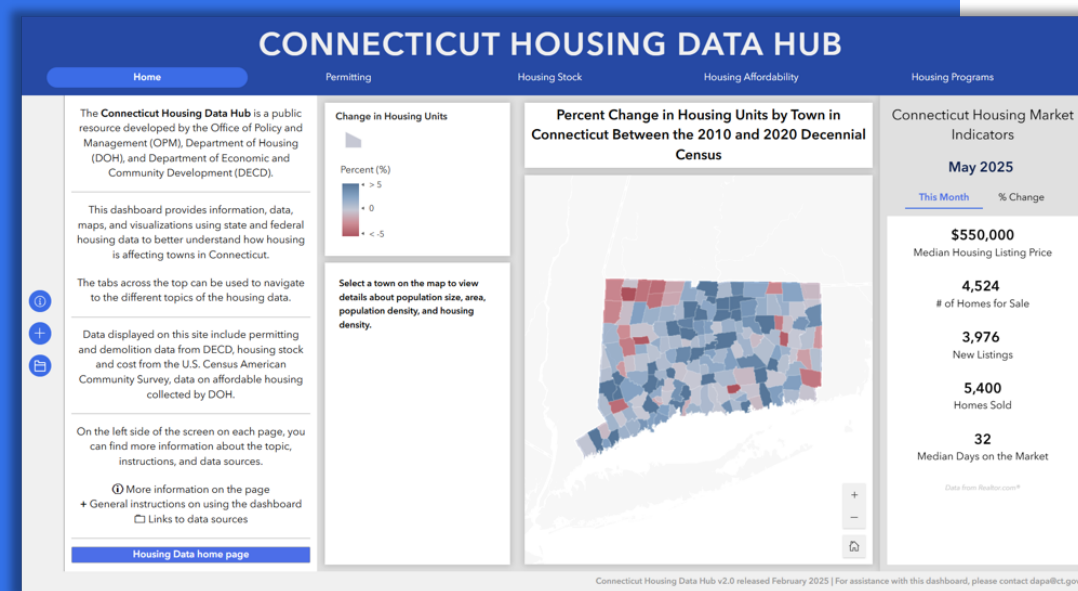 CONNECTICUT HOUSING DATA HUB
Home
Permitting
Housing Stock
Housing Affordability
Housing Programs
The Connecticut Housing Data Hub is a public
resource developed by the Office of Policy and
Management (OPM), Department of Housing
(DOH), and Department of Economic and
Community Development (DECD).
This dashboard provides information, data,
maps, and visualizations using state and federal
housing data to better understand how housing
is affecting towns in Connecticut.
The tabs across the top can be used to navigate
to the different topics of the housing data.
Data displayed on this site include permitting
and demolition data from DECD, housing stock
and cost from the U.S. Census American
Community Survey, data on affordable housing
collected by DOH.
On the left side of the screen on each page, you
can find more information about the topic,
instructions, and data sources.
More information on the page
+ General instructions on using the dashboard
Links to data sources
Housing Data home page
Change in Housing Units
Percent (%)
> 5
0
< -5
Select a town on the map to view
details about population size, area,
population density, and housing
density.
Percent Change in Housing Units by Town in
Connecticut Between the 2010 and 2020 Decennial
Census
+
−
Connecticut Housing Market
Indicators
May 2025
This Month
% Change
$550,000
Median Housing Listing Price
4,524
# of Homes for Sale
3,976
New Listings
5,400
Homes Sold
32
Median Days on the Market
Data from Realtor.com®
Connecticut Housing Data Hub v2.0 released February 2025 | For assistance with this dashboard, please contact dapa@ct.gov